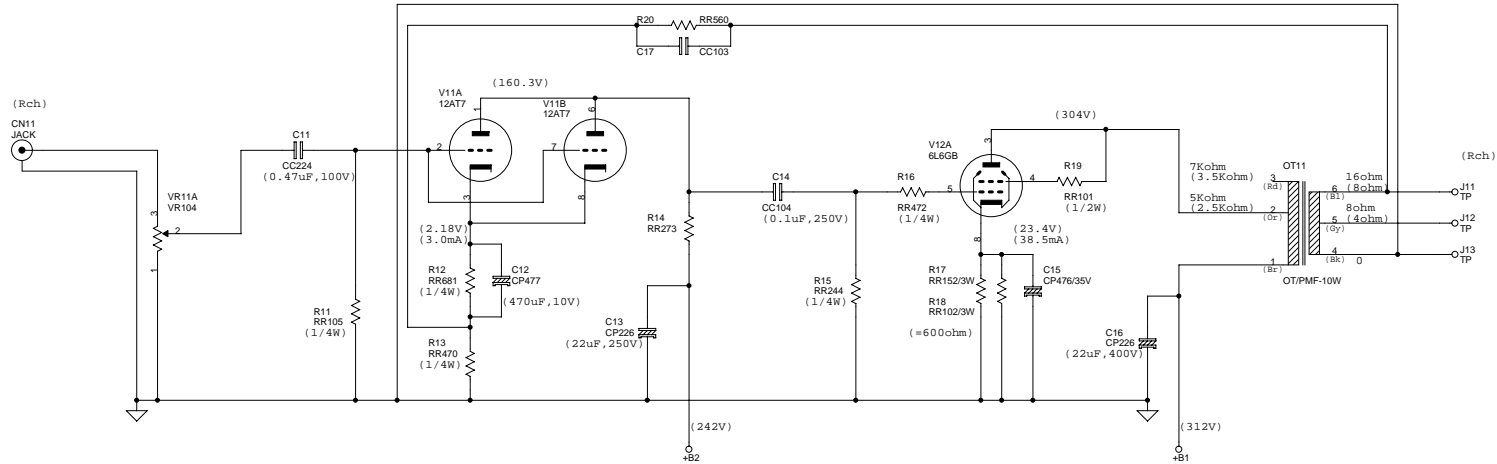 (Rch)
CN11
JACK
VR11A
VR104
3
2
1
C11
CC224
(0.47uF,100V)
R11
RR105
(1/4W)
R20
RR560
C17
CC103
V11A
12AT7
(160.3V)
V11B
12AT7
1
2
3
6
7
8
(2.18V)
(3.0mA)
R12
RR681
(1/4W)
C12
CP477
(470uF,10V)
R13
RR470
(1/4W)
R14
RR273
C13
CP226
(22uF,250V)
(242V)
+B2
C14
CC104
(0.1uF,250V)
R15
RR244
(1/4W)
R16
RR472
(1/4W)
V12A
6L6GB
(304V)
3
5
4
8
R19
RR101
(1/2W)
(23.4V)
(38.5mA)
R17
RR152/3W
R18
RR102/3W
(=600ohm)
C15
CP476/35V
C16
CP226
(22uF,400V)
(312V)
+B1
7Kohm
(3.5Kohm)
5Kohm
(2.5Kohm)
OT11
3
(Rd)
2
(Or)
1
(Br)
OT/PMF-10W
16ohm
(8ohm)
6
(Bl)
8ohm
(4ohm)
5
(Gy)
4
(Bk)
0
(Rch)
J11
TP
J12
TP
J13
TP